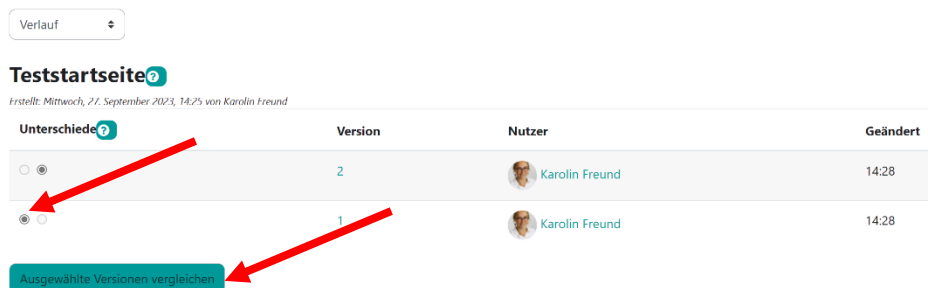 Verlauf
Teststartseite?
Erstellt: Mittwoch, 27. September 2023, 14:25 von Karolin Freund
Unterschiede? Version Nutzer Geändert
2 Karolin Freund 14:28
1 Karolin Freund 14:28
Ausgewählte Versionen vergleichen